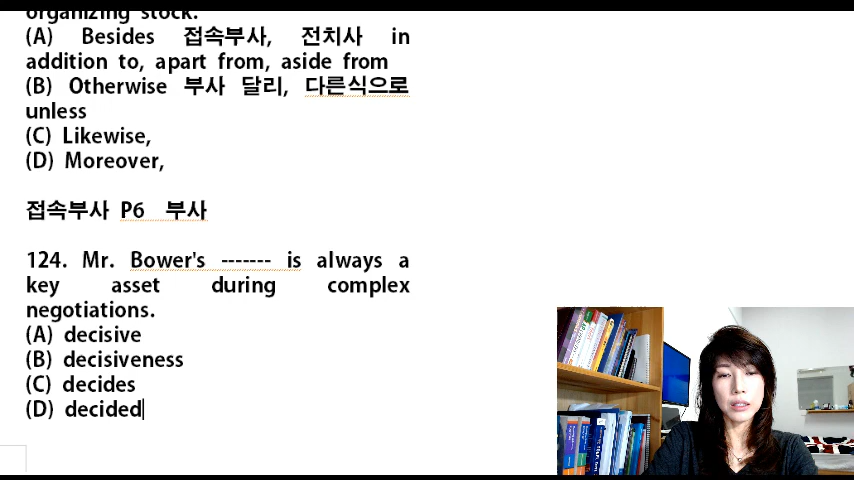 organizing stock.
(A) Besides 접속부사, 전치사 in
addition to, apart from, aside from
(B) Otherwise 부사 달리, 다른식으로
unless
(C) Likewise,
(D) Moreover,
접속부사 P6 부사
124. Mr. Bower's ------- is always a
key asset during complex
negotiations.
(A) decisive
(B) decisiveness
(C) decides
(D) decided